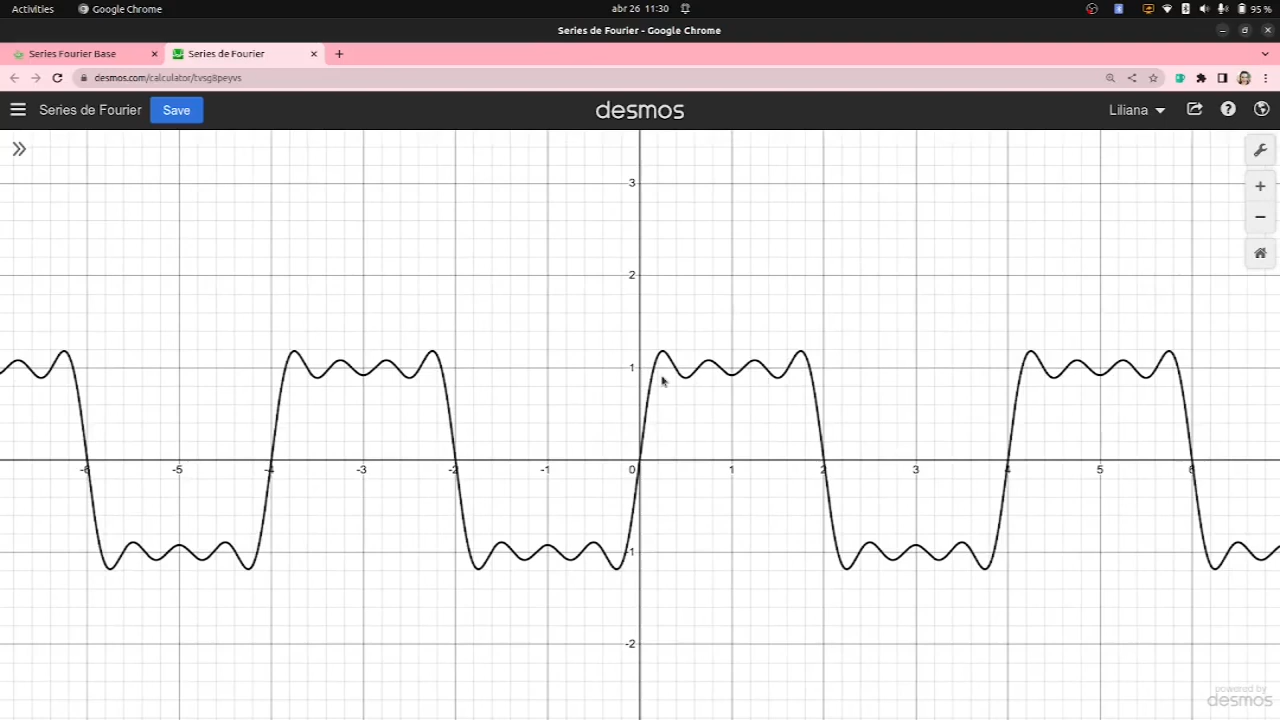 Activities Google Chrome abr 26 11:30 95 %
Series de Fourier - Google Chrome
Series Fourier Base × Series de Fourier × +
desmos.com/calculator/tvsg8peyvs
Series de Fourier Save desmos Liliana
3
2
1
-6 -5 -4 -3 -2 -1 0 1 2 3 4 5 6
-1
-2
powered by
desmos